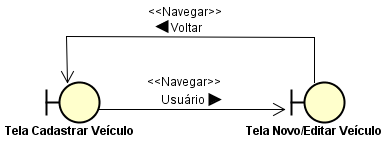 <<Navegar>>
Voltar
<<Navegar>>
Usuário
Tela Cadastrar Veículo
Tela Novo/Editar Veículo